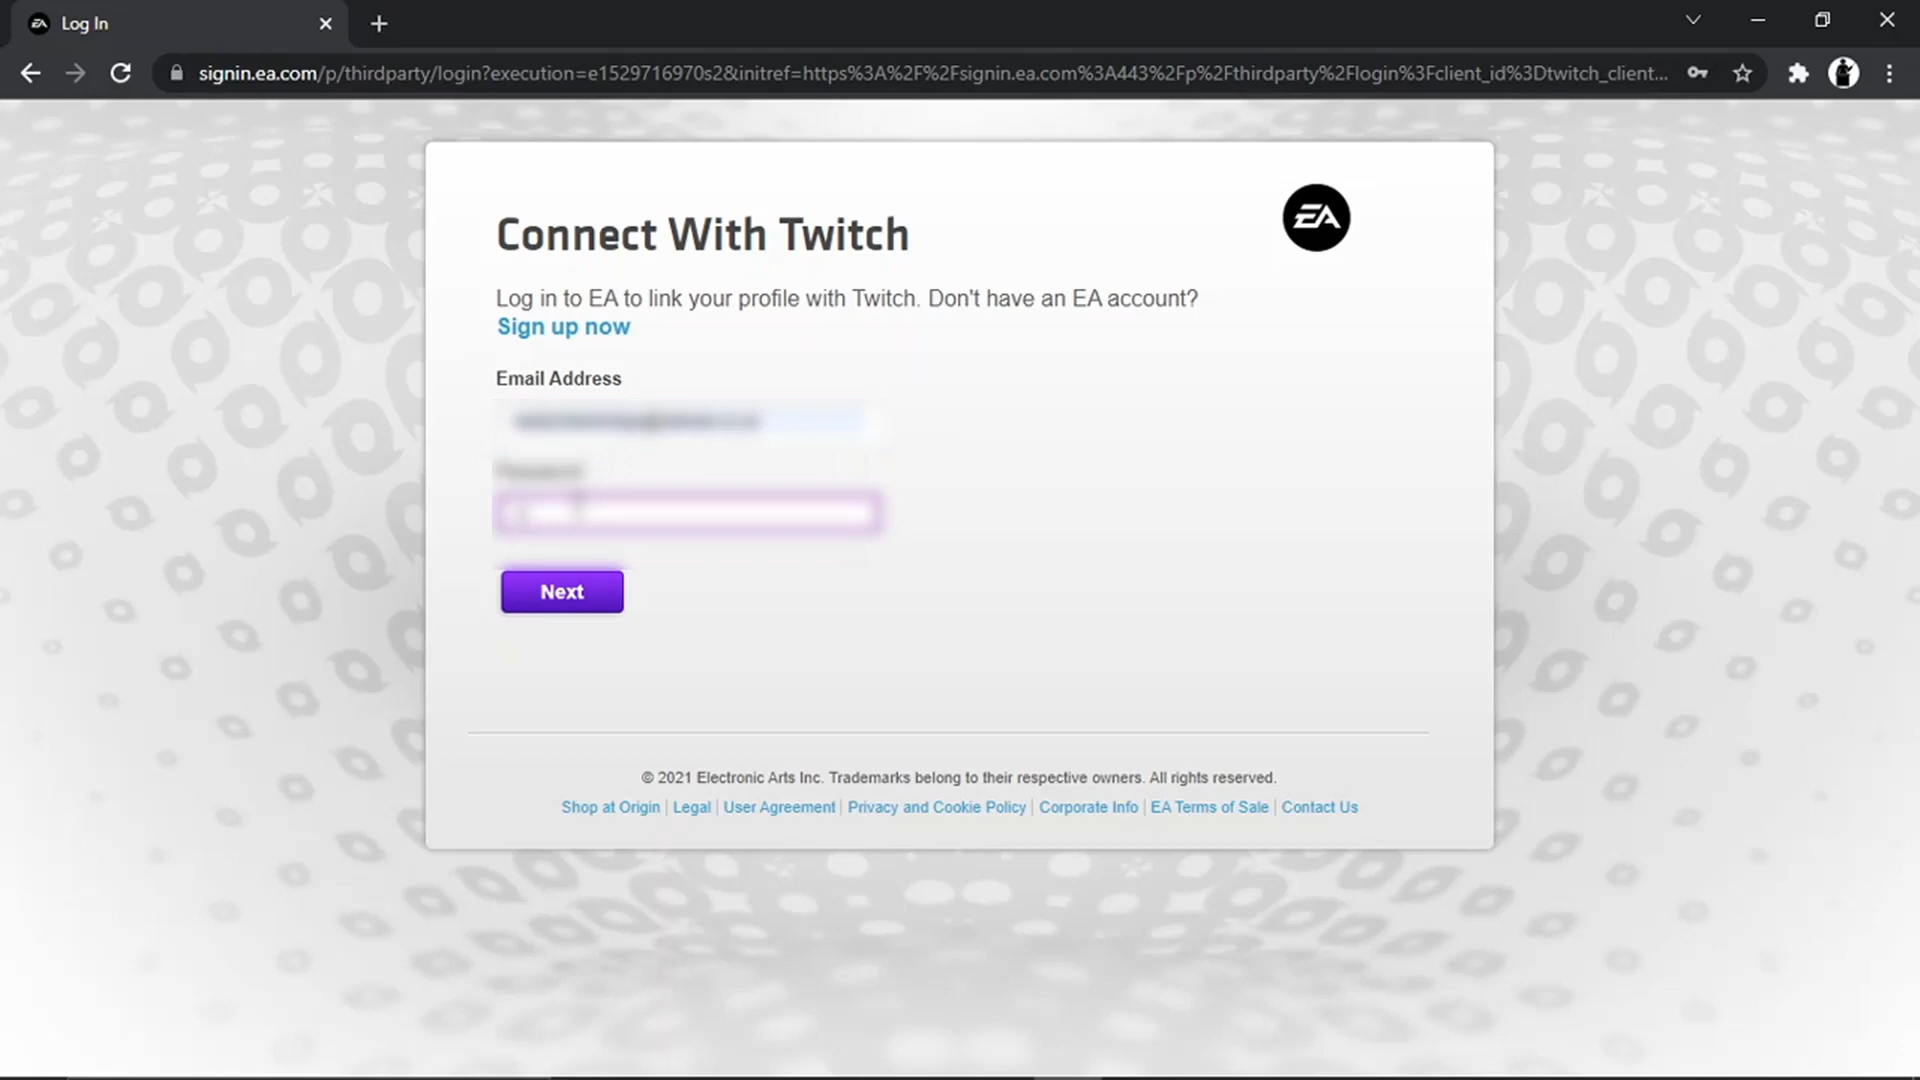 Log In
signin.ea.com/p/thirdparty/login?execution=e1529716970s2&initref=https%3A%2F%2Fsignin.ea.com%3A443%2Fp%2Fthirdparty%2Flogin%3Fclient_id%3Dtwitch_client...
EA
Connect With Twitch
Log in to EA to link your profile with Twitch. Don't have an EA account?
Sign up now
Email Address
Next
© 2021 Electronic Arts Inc. Trademarks belong to their respective owners. All rights reserved.
Shop at Origin | Legal | User Agreement | Privacy and Cookie Policy | Corporate Info | EA Terms of Sale | Contact Us